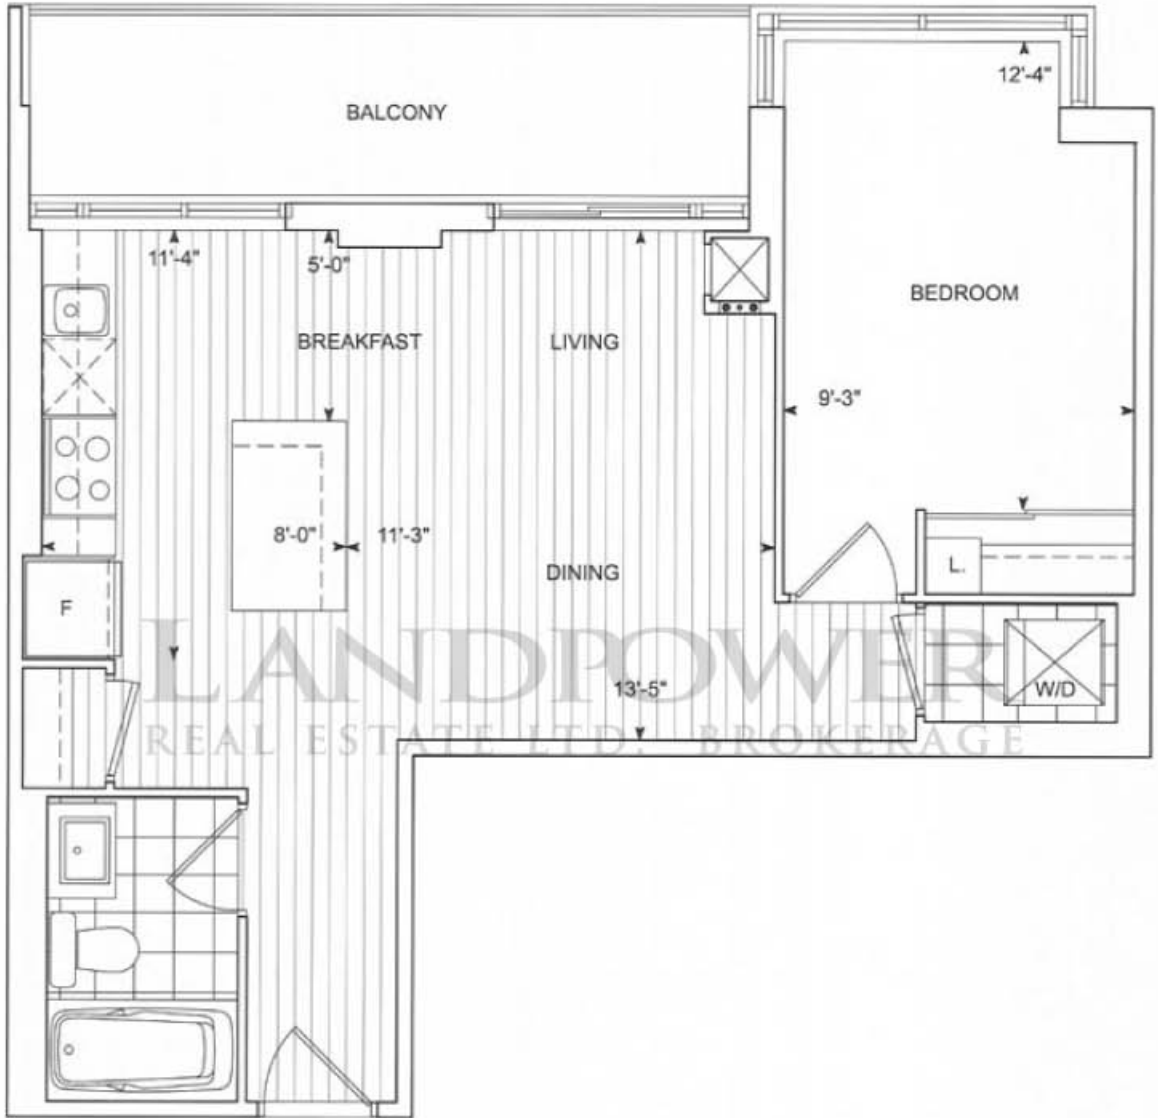 12'-4"
BALCONY
11'-4"
5'-0"
BEDROOM
BREAKFAST
LIVING
9'-3"
8'-0"
11'-3"
DINING
L.
F
LANDPOWER
W/D
13'-5"
REAL ESTATE LTD. BROKERAGE